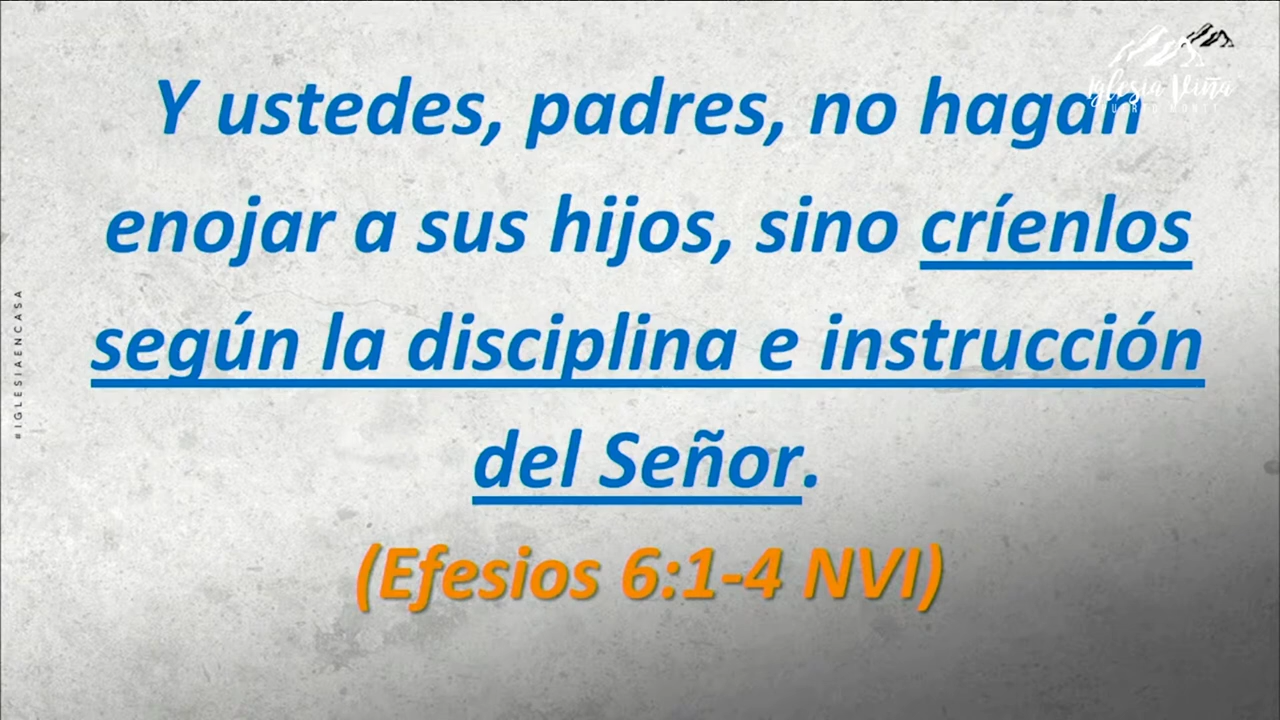 Iglesia Viña
Y ustedes, padres, no hagan
enojar a sus hijos, sino críenlos
según la disciplina e instrucción
del Señor.
(Efesios 6:1-4 NVI)
#IGLESIAENCASA